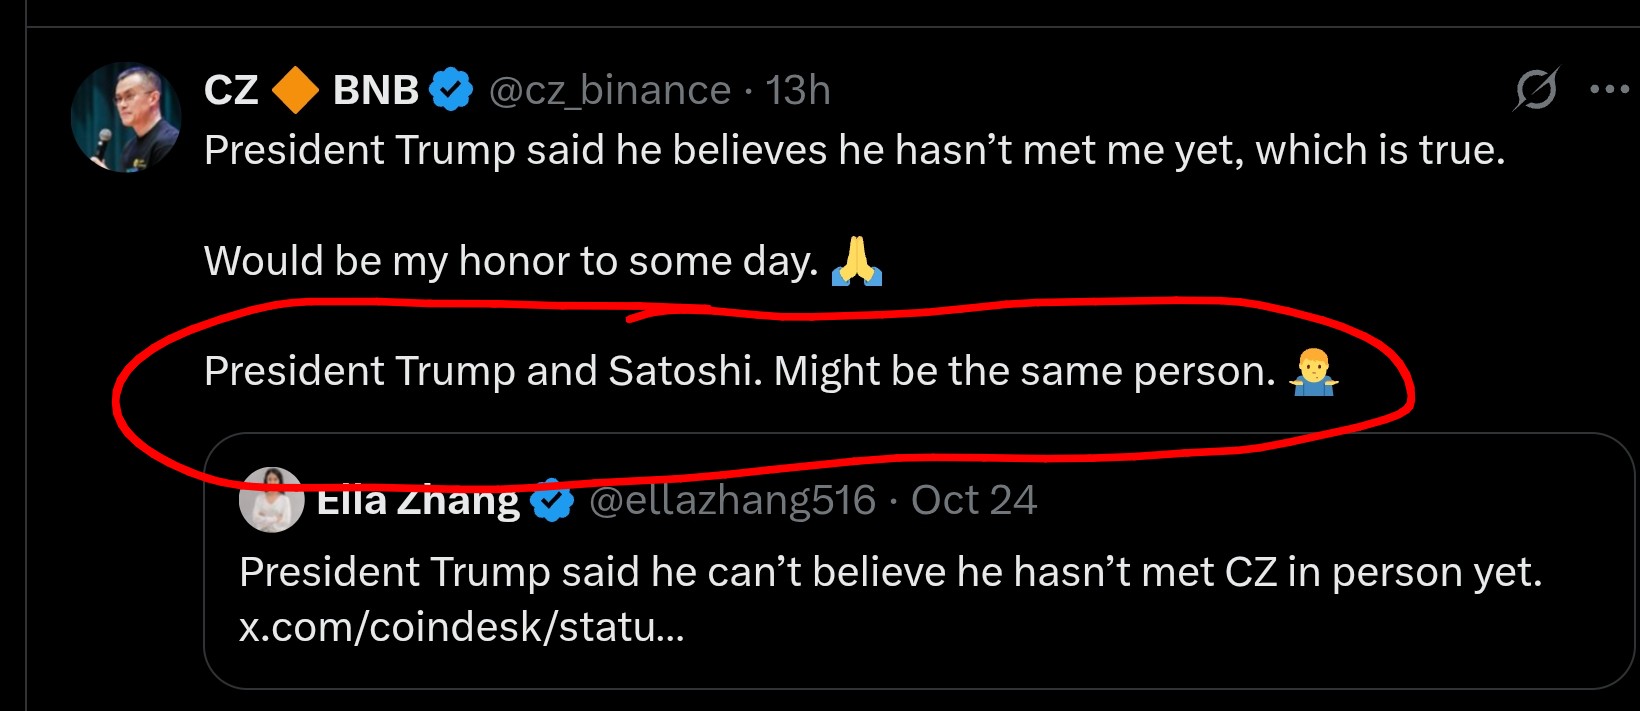 CZ 🔶 BNB @cz_binance · 13h
President Trump said he believes he hasn’t met me yet, which is true.
Would be my honor to some day. 🙏
President Trump and Satoshi. Might be the same person. 🤷‍♂️
Ella Zhang @ellazhang516 · Oct 24
President Trump said he can’t believe he hasn’t met CZ in person yet.
x.com/coindesk/statu…